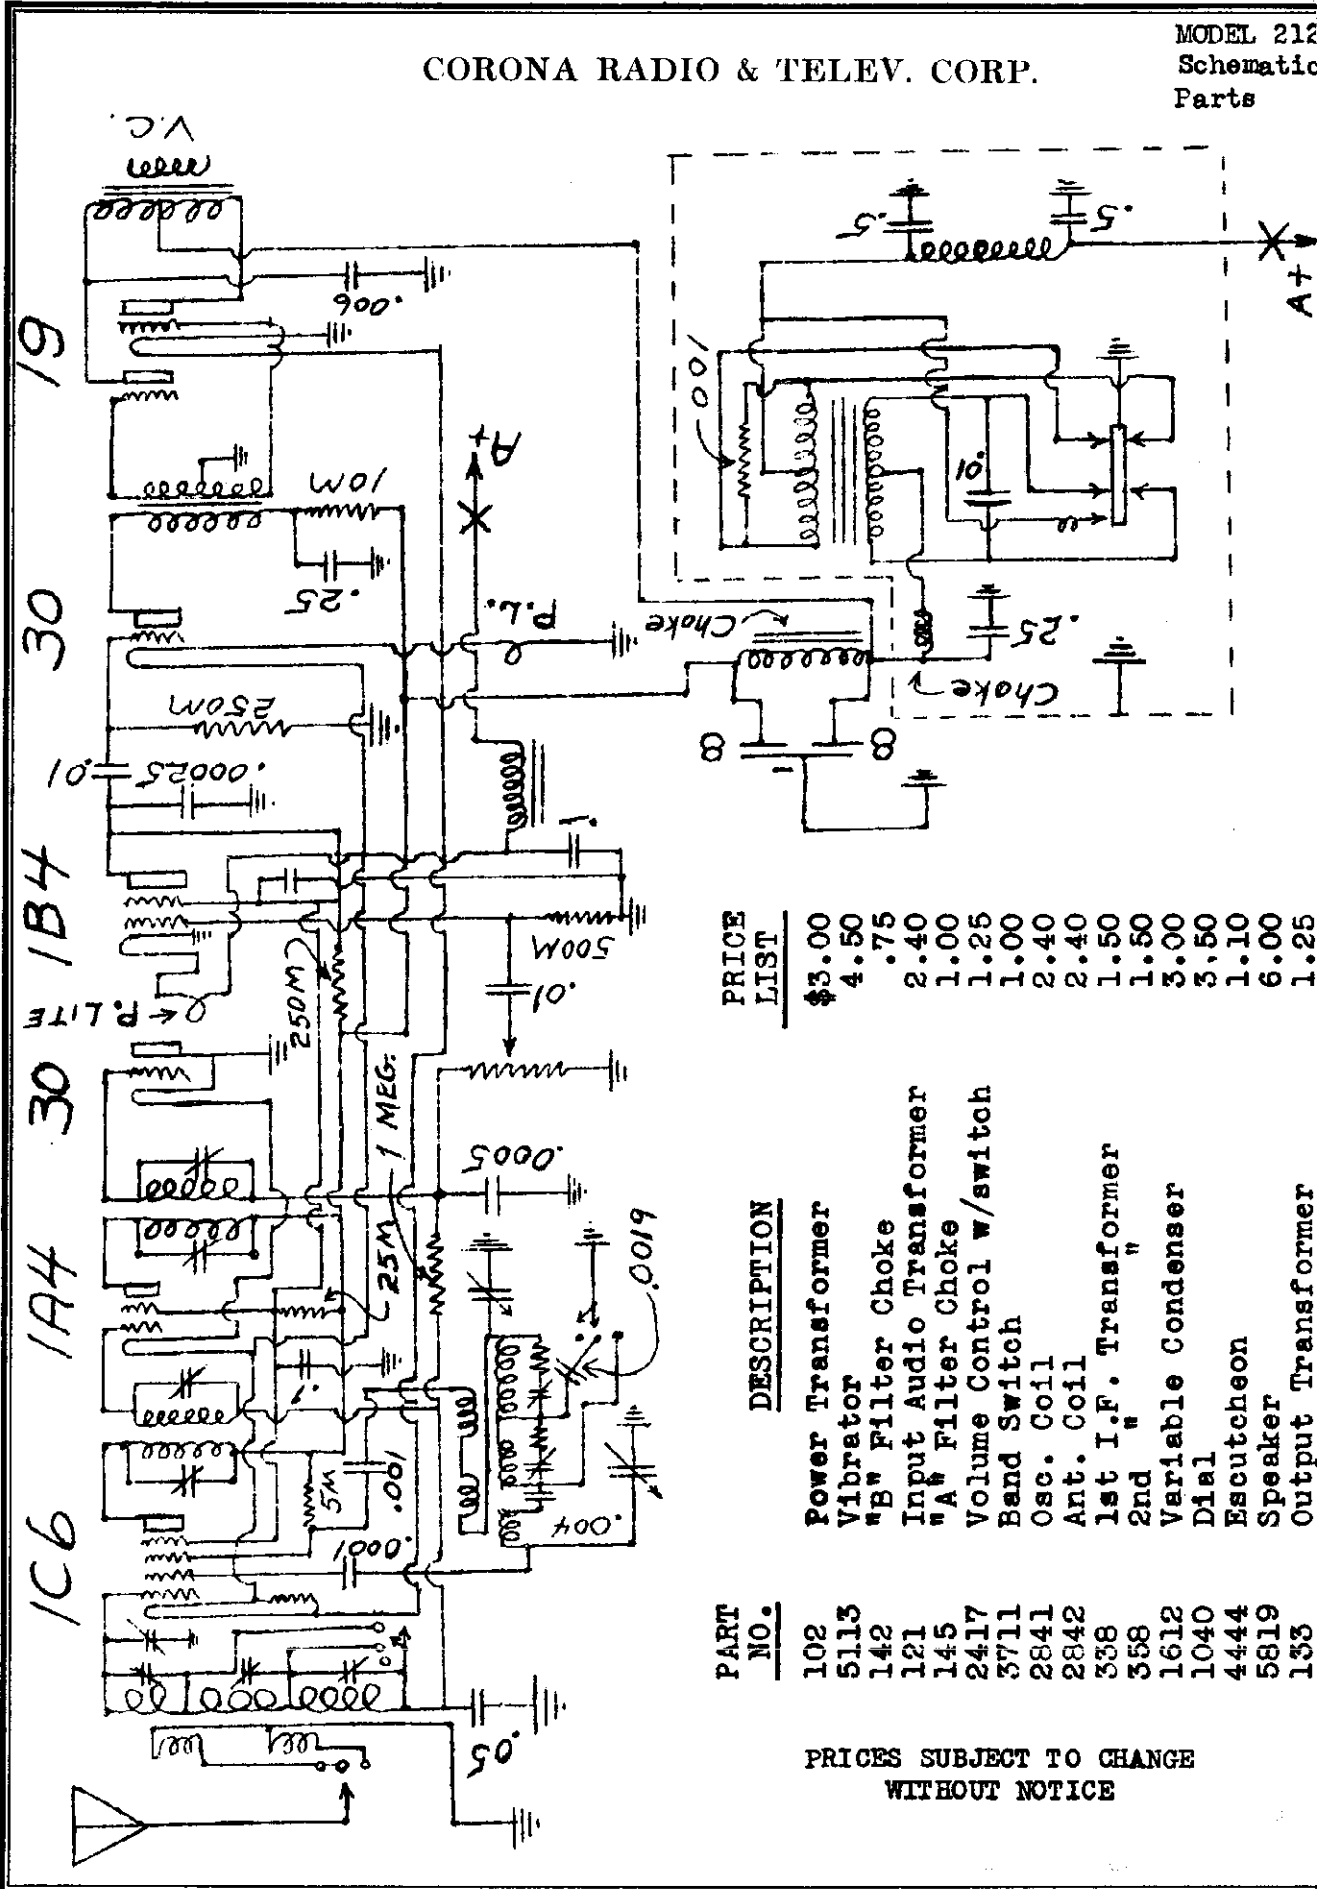 CORONA RADIO & TELEV. CORP.
MODEL 212
Schematic
Parts
V.C.
19
30
1B4
30
1A4
1C6
.006
10M
.25
A+
P.L.
250M
.01
.00025
P. LITE
250M
.1
500M
.01
1 MEG.
.0005
25M
.1
.0019
5M
.001
.0001
.004
.05
.5
.5
A+
100
.01
Choke
Choke
.25
8
8
1
PART NO. DESCRIPTION PRICE LIST
102 Power Transformer $3.00
5113 Vibrator 4.50
142 "B" Filter Choke .75
121 Input Audio Transformer 2.40
145 "A" Filter Choke 1.00
2417 Volume Control w/switch 1.25
3711 Band Switch 1.00
2841 Osc. Coil 2.40
2842 Ant. Coil 2.40
338 1st I.F. Transformer 1.50
358 2nd " " 1.50
1612 Variable Condenser 3.00
1040 Dial 3.50
4444 Escutcheon 1.10
5819 Speaker 6.00
133 Output Transformer 1.25
PRICES SUBJECT TO CHANGE
WITHOUT NOTICE